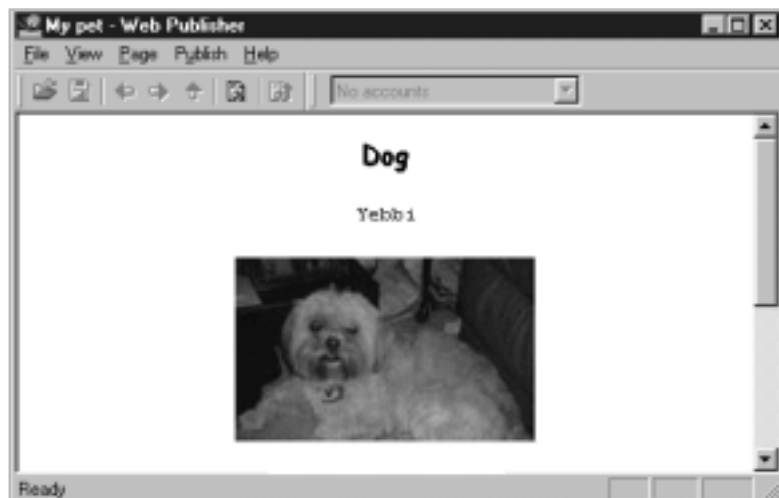 My pet - Web Publisher
File View Page Publish Help
No accounts
Dog
Yebbi
Ready